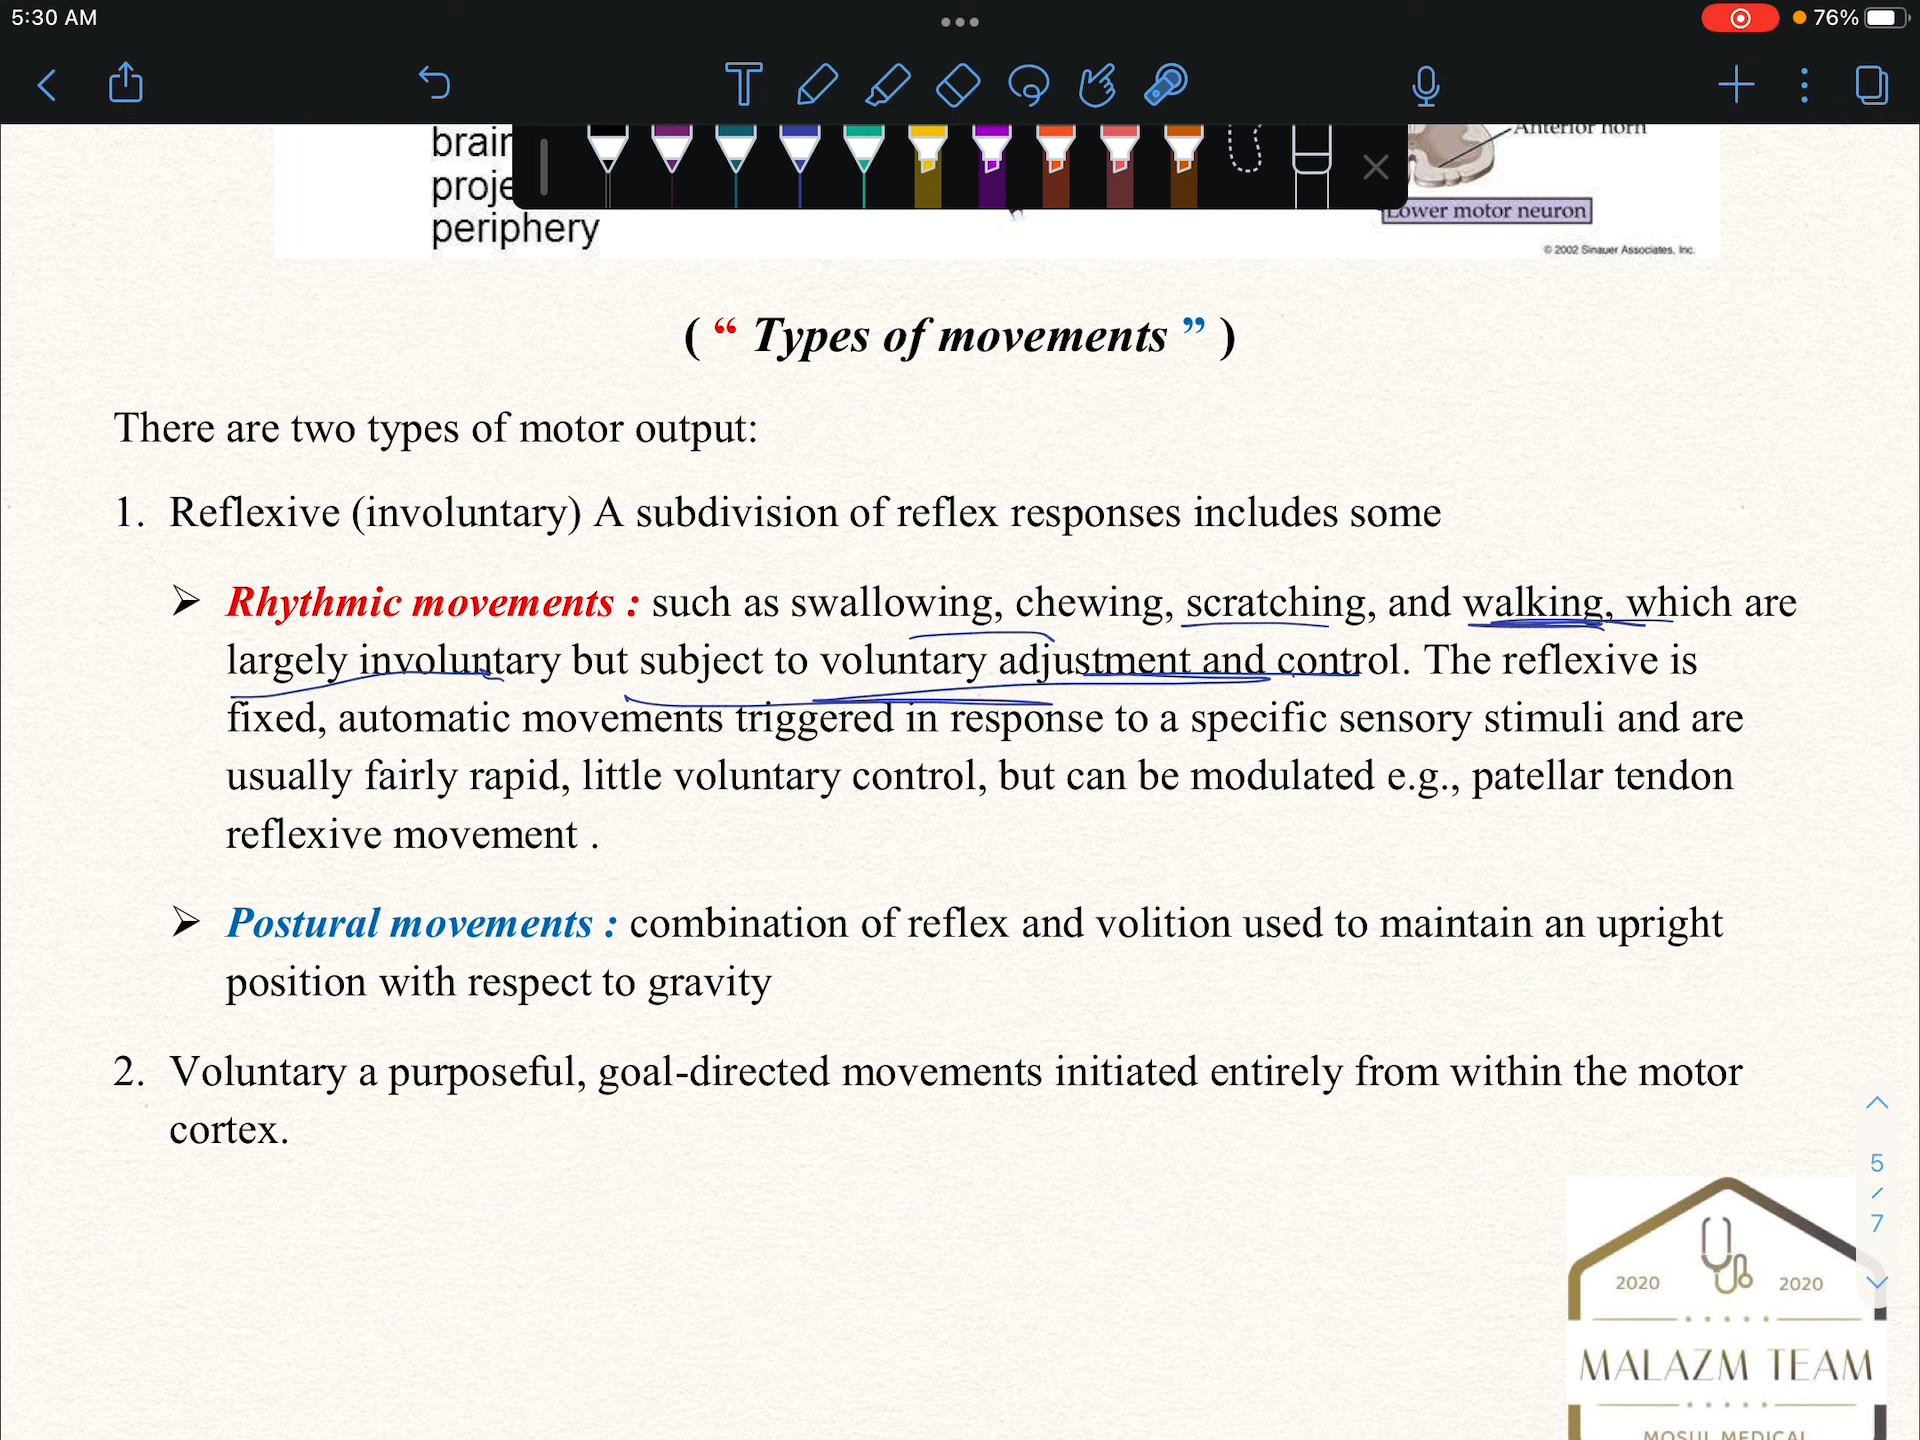 5:30 AM
76%
brain
proje
periphery
Anterior horn
Lower motor neuron
© 2002 Sinauer Associates, Inc.
( “ Types of movements ” )
There are two types of motor output:
1. Reflexive (involuntary) A subdivision of reflex responses includes some
➢ Rhythmic movements : such as swallowing, chewing, scratching, and walking, which are
largely involuntary but subject to voluntary adjustment and control. The reflexive is
fixed, automatic movements triggered in response to a specific sensory stimuli and are
usually fairly rapid, little voluntary control, but can be modulated e.g., patellar tendon
reflexive movement .
➢ Postural movements : combination of reflex and volition used to maintain an upright
position with respect to gravity
2. Voluntary a purposeful, goal-directed movements initiated entirely from within the motor
cortex.
5
/
7
2020 2020
MALAZM TEAM
MOSUL MEDICAL